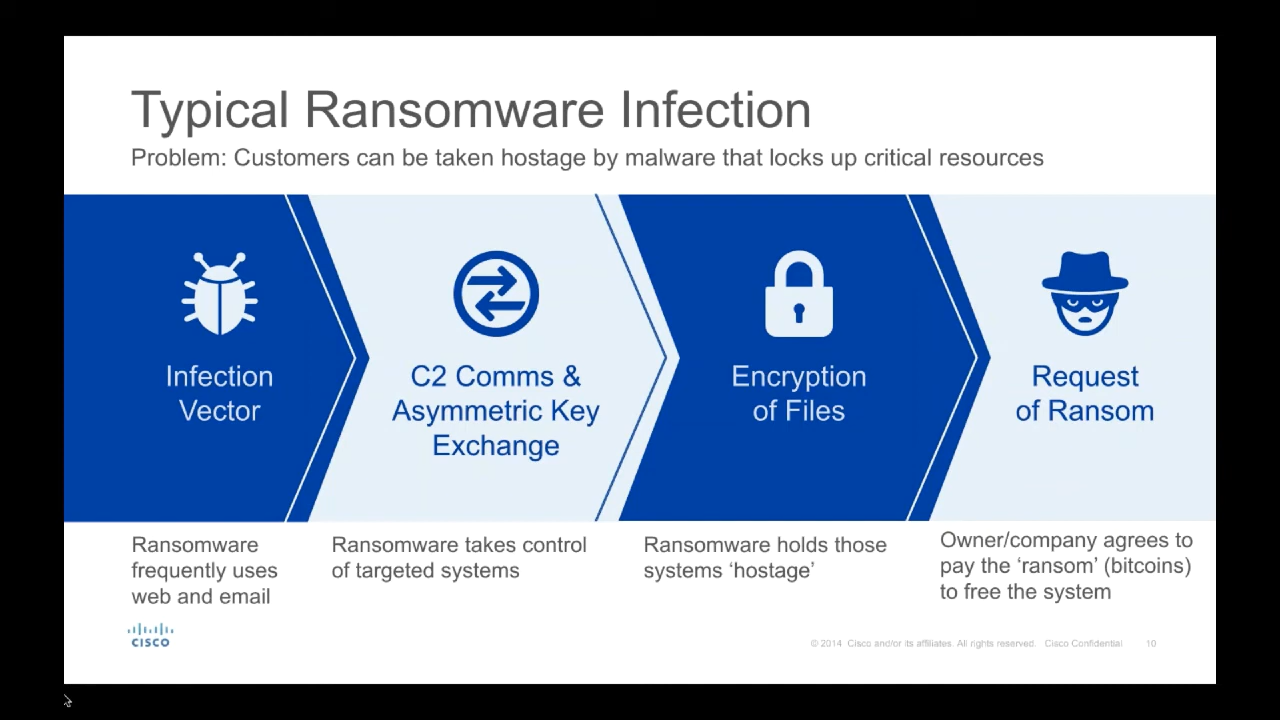 Typical Ransomware Infection
Problem: Customers can be taken hostage by malware that locks up critical resources
Infection
Vector
C2 Comms &
Asymmetric Key
Exchange
Encryption
of Files
Request
of Ransom
Ransomware
frequently uses
web and email
Ransomware takes control
of targeted systems
Ransomware holds those
systems ‘hostage’
Owner/company agrees to
pay the ‘ransom’ (bitcoins)
to free the system
CISCO
© 2014 Cisco and/or its affiliates. All rights reserved. Cisco Confidential 10